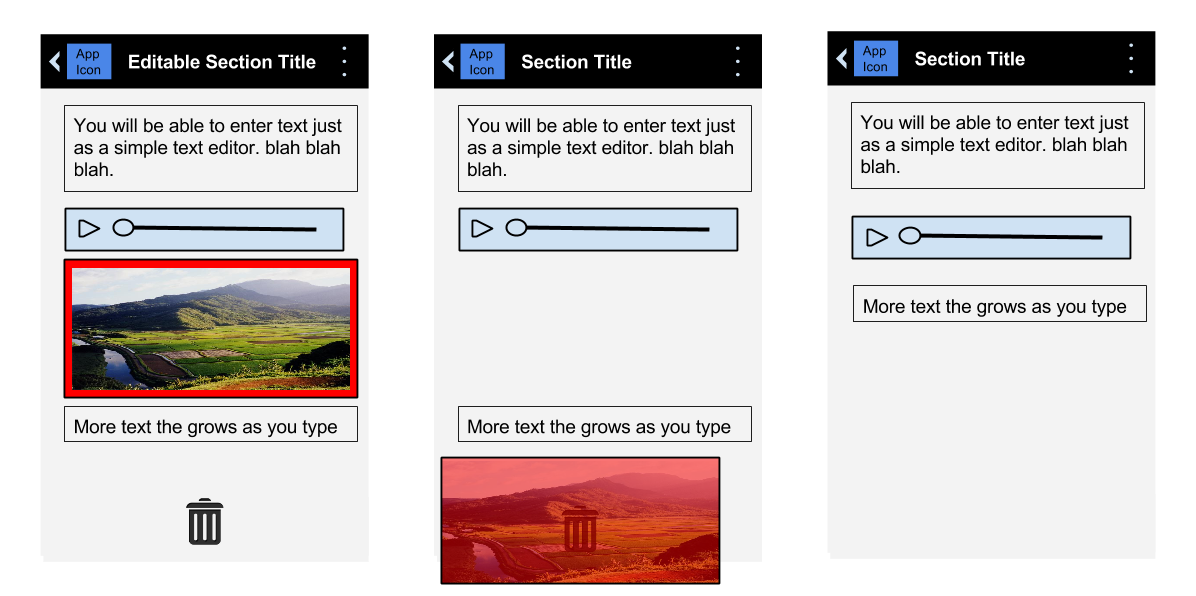 App
Icon
Editable Section Title
You will be able to enter text just
as a simple text editor. blah blah
blah.
More text the grows as you type
App
Icon
Section Title
You will be able to enter text just
as a simple text editor. blah blah
blah.
More text the grows as you type
App
Icon
Section Title
You will be able to enter text just
as a simple text editor. blah blah
blah.
More text the grows as you type